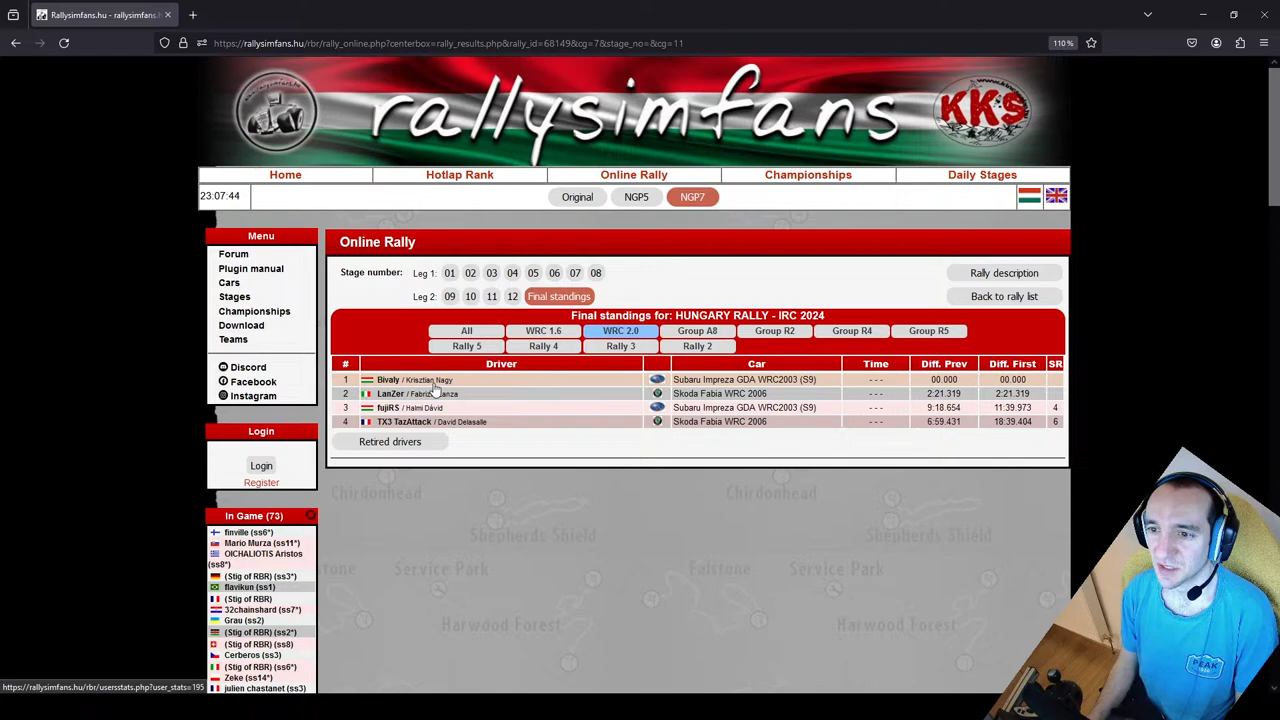 Rallysimfans.hu - rallysimfans.h
https://rallysimfans.hu/rbr/rally_online.php?centerbox=rally_results.php&rally_id=68149&cg=7&stage_no=&cg=11
110 %
rallysimfans
KKS
Home
Hotlap Rank
Online Rally
Championships
Daily Stages
23:07:44
Original
NGP5
NGP7
Menu
Forum
Plugin manual
Cars
Stages
Championships
Download
Teams
Discord
Facebook
Instagram
Login
Login
Register
In Game (73)
finville (ss6*)
Mario Murza (ss11*)
OICHALIOTIS Aristos
(ss8*)
(Stig of RBR) (ss3*)
flavikun (ss1)
(Stig of RBR)
32chainshard (ss7*)
Grau (ss2)
(Stig of RBR) (ss2*)
(Stig of RBR) (ss8)
Cerberos (ss3)
(Stig of RBR) (ss6*)
Zeke (ss14*)
julien chastanet (ss3)
Online Rally
Stage number: Leg 1: 01 02 03 04 05 06 07 08
Rally description
Leg 2: 09 10 11 12 Final standings
Back to rally list
Final standings for: HUNGARY RALLY - IRC 2024
All WRC 1.6 WRC 2.0 Group A8 Group R2 Group R4 Group R5
Rally 5 Rally 4 Rally 3 Rally 2
# Driver Car Time Diff. Prev Diff. First SR
1 Bivaly / Krisztian Nagy Subaru Impreza GDA WRC2003 (S9) - - - 00.000 00.000
2 LanZer / Skoda Fabia WRC 2006 - - - 2:21.319 2:21.319
3 fujiRS / Halmi Dávid Subaru Impreza GDA WRC2003 (S9) - - - 9:18.654 11:39.973 4
4 TX3 TazAttack / David Delasalle Skoda Fabia WRC 2006 - - - 6:59.431 18:39.404 6
Retired drivers
Chirdonhead
Chirdonhead
Shepherds Shield
Shepherds Shield
Falstone
Service Park
Falstone
Service Park
Harwood Forest
Harwood Forest
PEAK
https://rallysimfans.hu/rbr/usersstats.php?user_stats=195